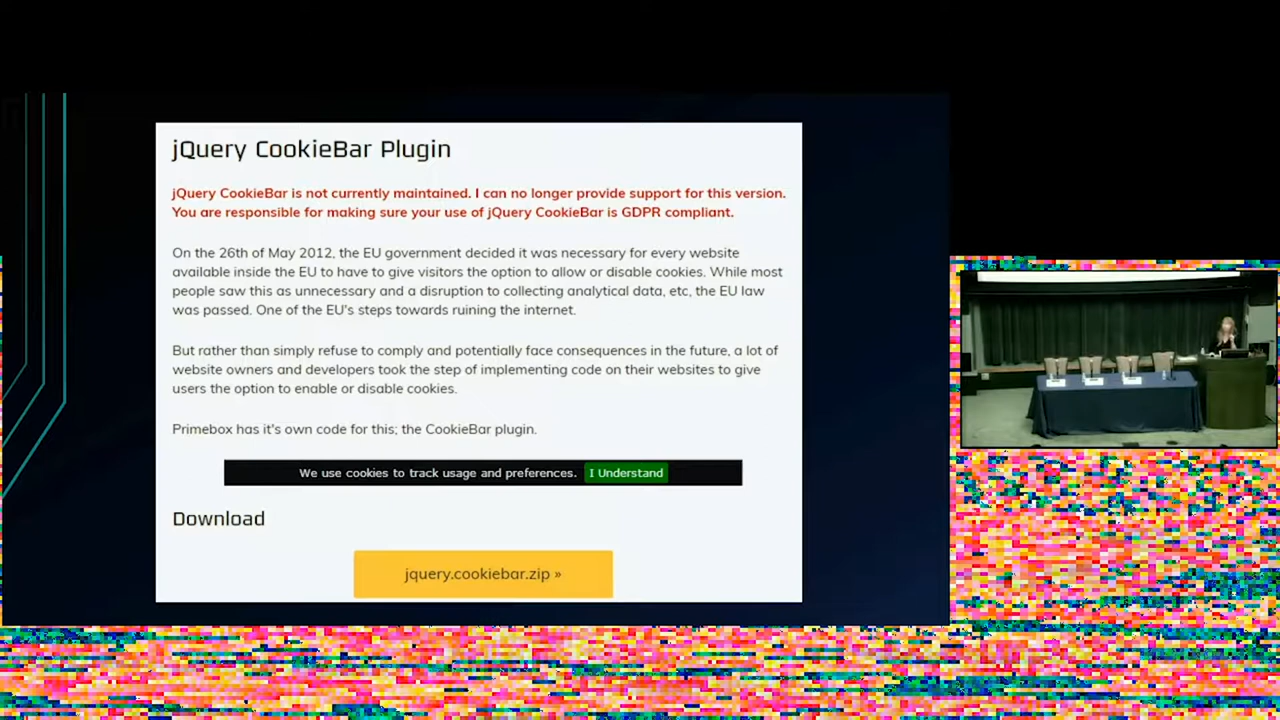 jQuery CookieBar Plugin
jQuery CookieBar is not currently maintained. I can no longer provide support for this version.
You are responsible for making sure your use of jQuery CookieBar is GDPR compliant.
On the 26th of May 2012, the EU government decided it was necessary for every website
available inside the EU to have to give visitors the option to allow or disable cookies. While most
people saw this as unnecessary and a disruption to collecting analytical data, etc, the EU law
was passed. One of the EU's steps towards ruining the internet.
But rather than simply refuse to comply and potentially face consequences in the future, a lot of
website owners and developers took the step of implementing code on their websites to give
users the option to enable or disable cookies.
Primebox has it's own code for this; the CookieBar plugin.
We use cookies to track usage and preferences. I Understand
Download
jquery.cookiebar.zip »